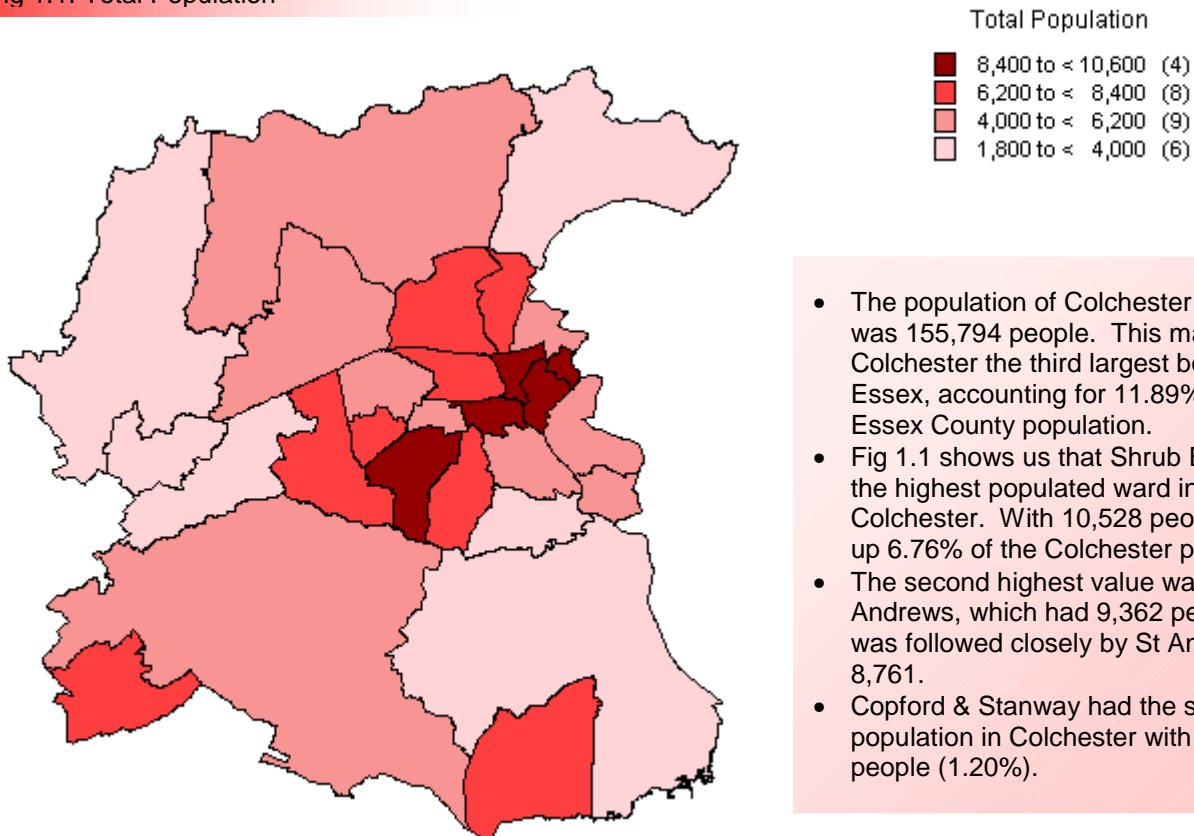 Fig 1.1: Total Population
Total Population
8,400 to < 10,600 (4)
6,200 to < 8,400 (8)
4,000 to < 6,200 (9)
1,800 to < 4,000 (6)
• The population of Colchester
was 155,794 people. This
Colchester the third largest
Essex, accounting for 11.89%
Essex County population.
• Fig 1.1 shows us that Shrub
the highest populated ward in
Colchester. With 10,528
up 6.76% of the Colchester
• The second highest value
Andrews, which had 9,362
was followed closely by St
8,761.
• Copford & Stanway had the
population in Colchester with
people (1.20%).